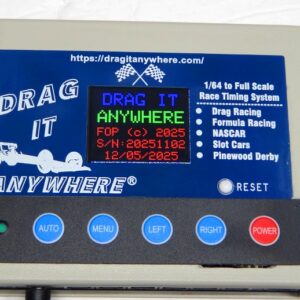 https://dragitanywhere.com/
DRAG
IT
ANYWHERE®
DRAG IT
ANYWHERE
FOP (c) 2025
S/N:20251102
12/05/2025
1/64 to Full Scale
Race Timing System
• Drag Racing
• Formula Racing
• NASCAR
• Slot Cars
• Pinewood Derby
RESET
AUTO
MENU
LEFT
RIGHT
POWER